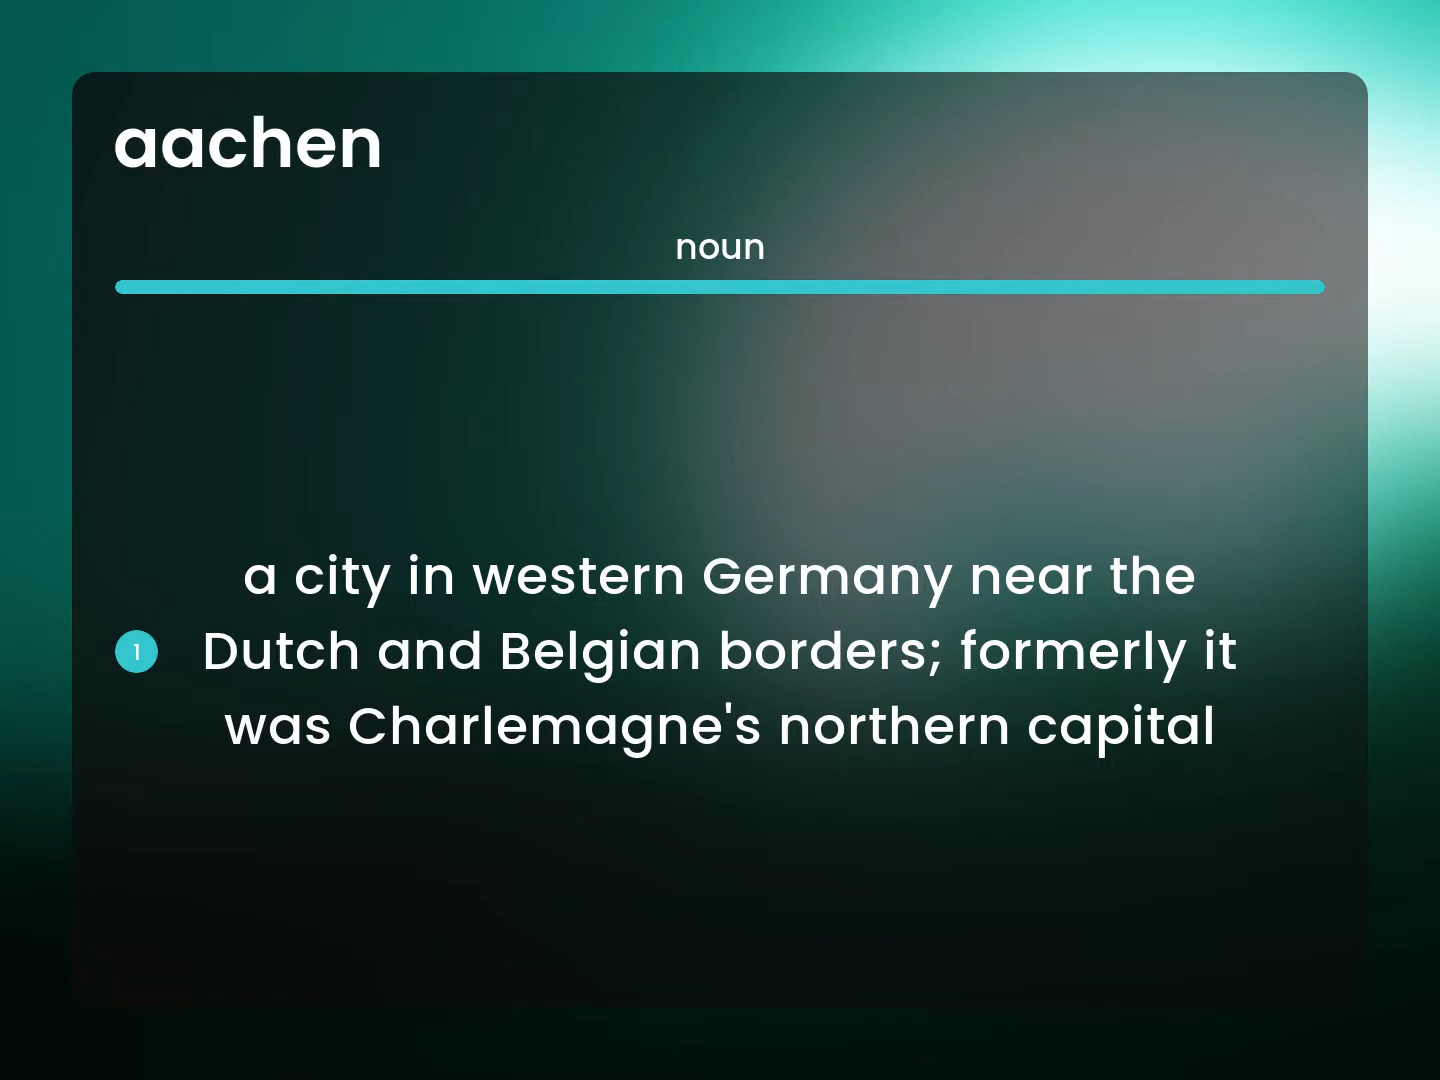 aachen
noun
a city in western Germany near the
1 Dutch and Belgian borders; formerly it
was Charlemagne's northern capital